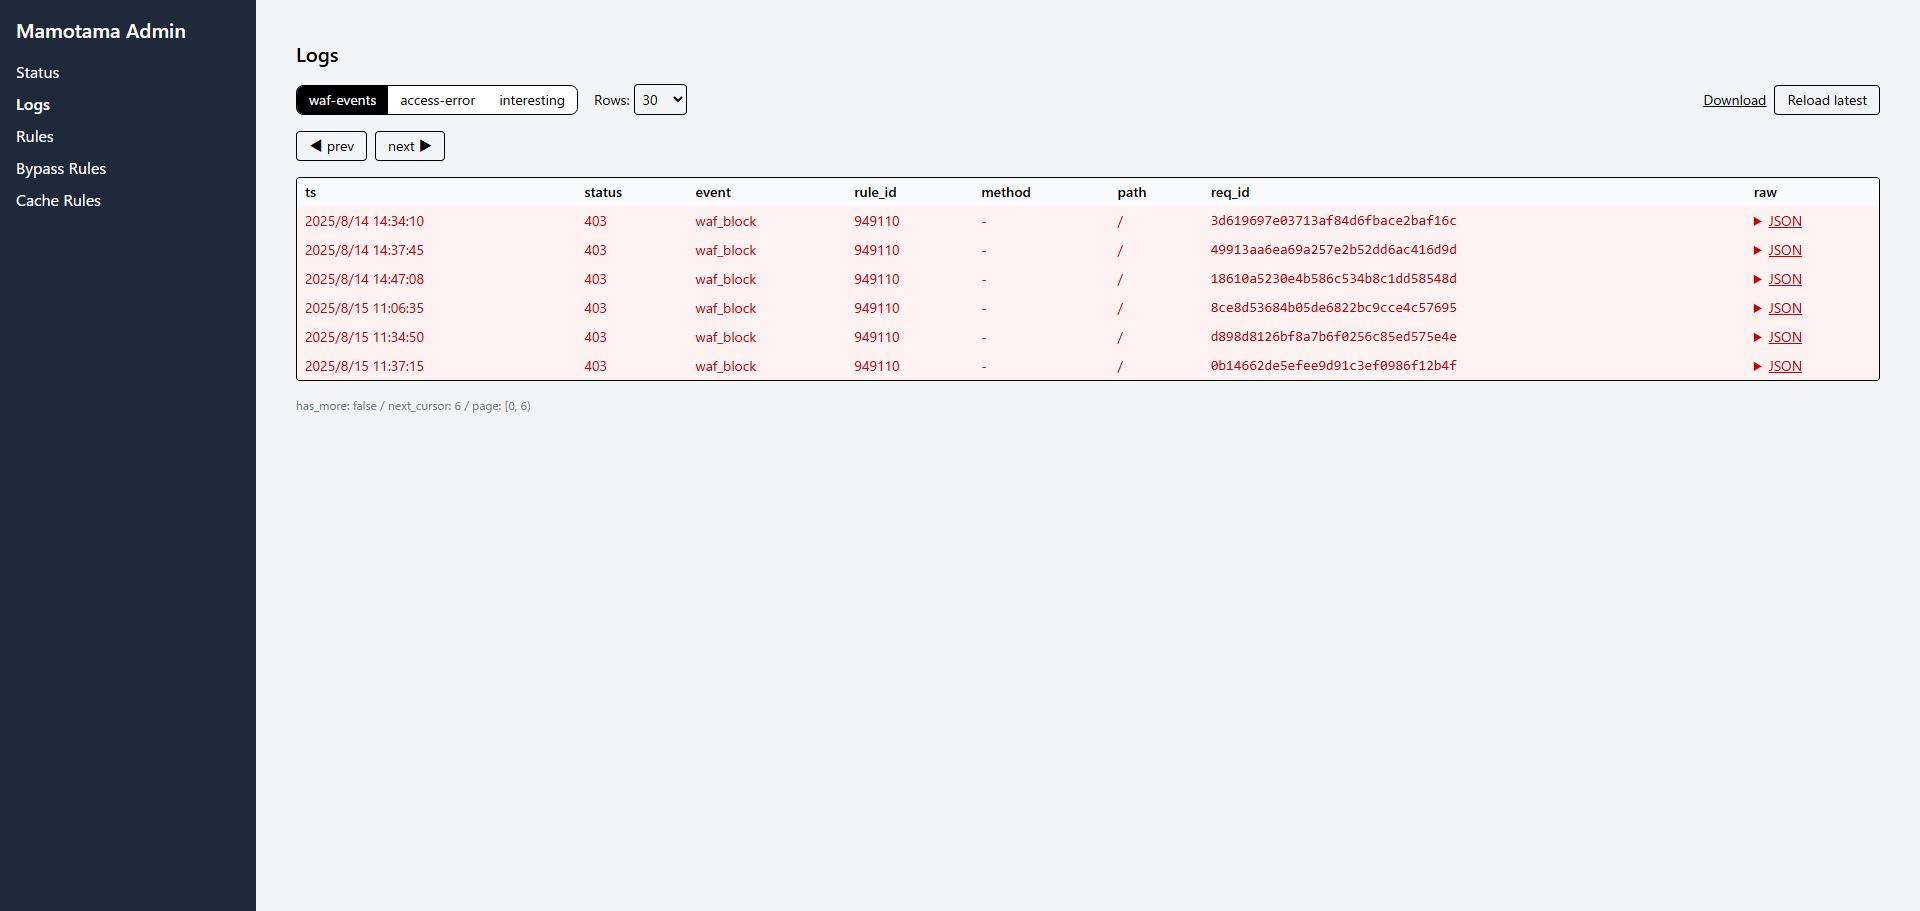 Mamotama Admin
Status
Logs
Rules
Bypass Rules
Cache Rules
Logs
waf-events access-error interesting Rows: 30 Download Reload latest
◀ prev next ▶
ts status event rule_id method path req_id raw
2025/8/14 14:34:10 403 waf_block 949110 - / 3d619697e03713af84d6fbace2baf16c ▶ JSON
2025/8/14 14:37:45 403 waf_block 949110 - / 49913aa6ea69a257e2b52dd6ac416d9d ▶ JSON
2025/8/14 14:47:08 403 waf_block 949110 - / 18610a5230e4b586c534b8c1dd58548d ▶ JSON
2025/8/15 11:06:35 403 waf_block 949110 - / 8ce8d53684b05de6822bc9cce4c57695 ▶ JSON
2025/8/15 11:34:50 403 waf_block 949110 - / d898d8126bf8a7b6f0256c85ed575e4e ▶ JSON
2025/8/15 11:37:15 403 waf_block 949110 - / 0b14662de5efee9d91c3ef0986f12b4f ▶ JSON
has_more: false / next_cursor: 6 / page: [0, 6)